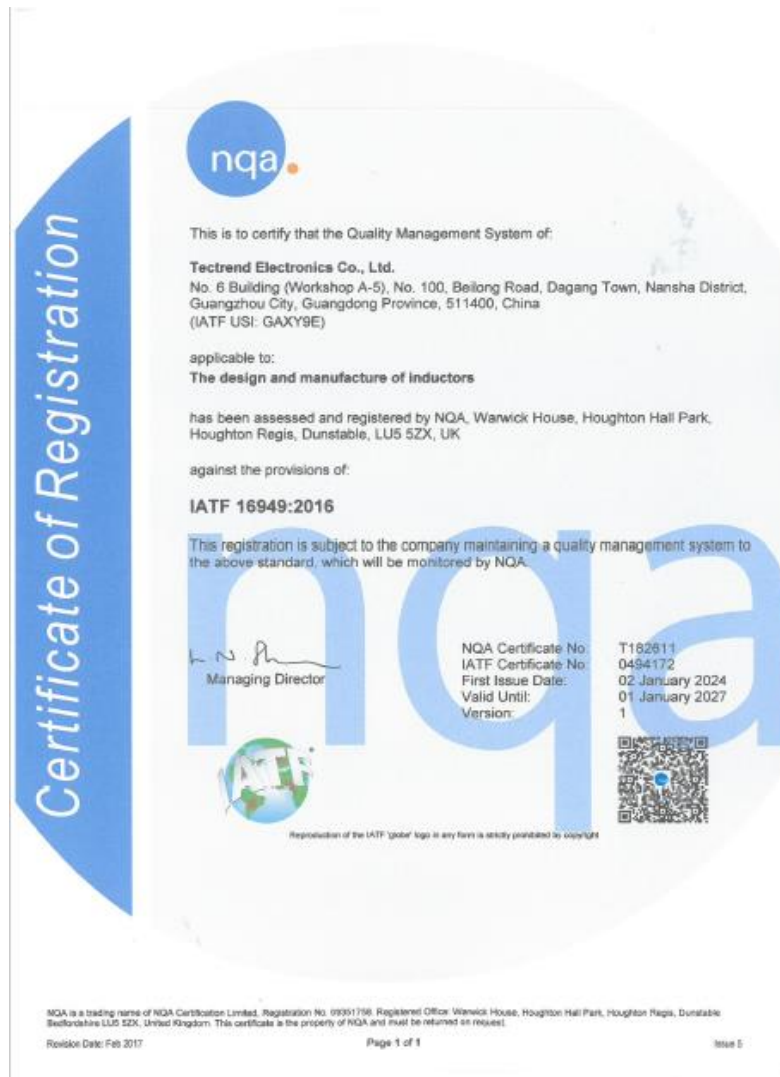 Certificate of Registration
nqa.
This is to certify that the Quality Management System of:
Tectrend Electronics Co., Ltd.
No. 6 Building (Workshop A-5), No. 100, Beilong Road, Dagang Town, Nansha District,
Guangzhou City, Guangdong Province, 511400, China
(IATF USI: GAXY9E)
applicable to:
The design and manufacture of inductors
has been assessed and registered by NQA, Warwick House, Houghton Hall Park,
Houghton Regis, Dunstable, LU5 5ZX, UK
against the provisions of:
IATF 16949:2016
This registration is subject to the company maintaining a quality management system to
the above standard, which will be monitored by NQA.
nqa
Managing Director
NQA Certificate No: T182611
IATF Certificate No: 0494172
First Issue Date: 02 January 2024
Valid Until: 01 January 2027
Version: 1
IATF
Reproduction of the IATF 'globe' logo in any form is strictly prohibited by copyright
NQA is a trading name of NQA Certification Limited, Registration No. 09351758. Registered Office: Warwick House, Houghton Hall Park, Houghton Regis, Dunstable
Bedfordshire LU5 5ZX, United Kingdom. This certificate is the property of NQA and must be returned on request.
Revision Date: Feb 2017 Page 1 of 1 Issue 5